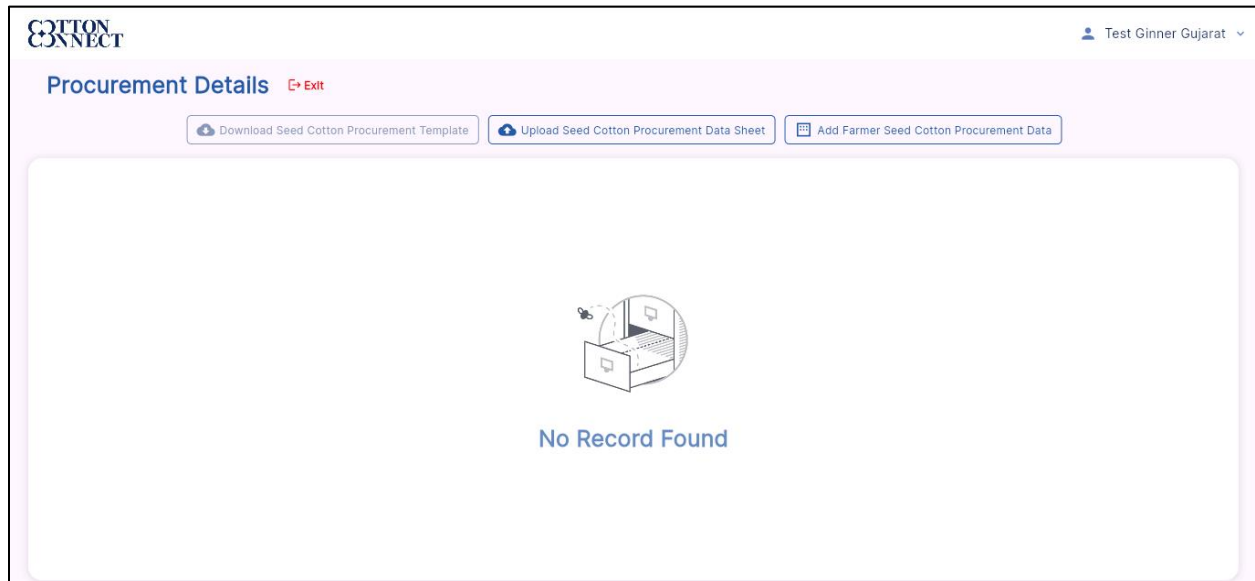 COTTON
CONNECT
Test Ginner Gujarat
Procurement Details Exit
Download Seed Cotton Procurement Template Upload Seed Cotton Procurement Data Sheet Add Farmer Seed Cotton Procurement Data
No Record Found